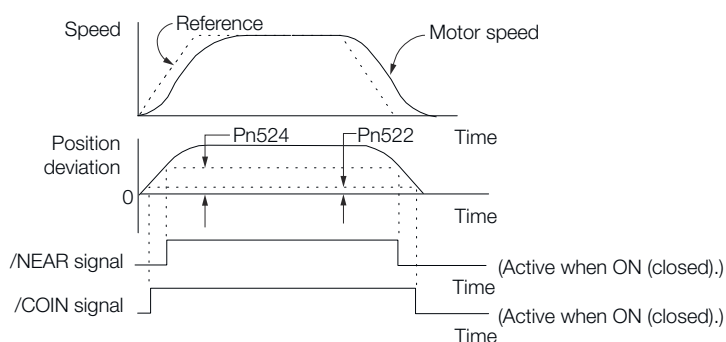 Speed
Reference
Motor speed
Time
Position
deviation
Pn524
Pn522
0
Time
/NEAR signal
(Active when ON (closed).)
Time
/COIN signal
(Active when ON (closed).)
Time